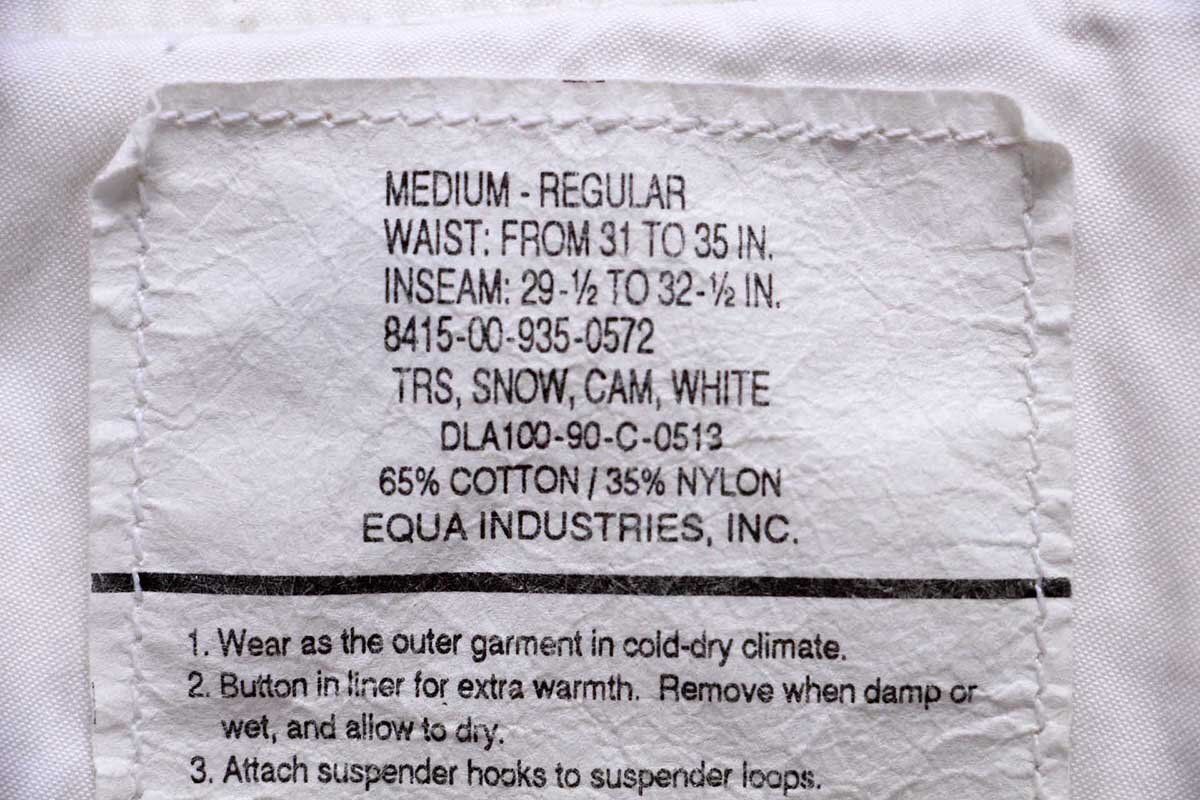 MEDIUM - REGULAR
WAIST: FROM 31 TO 35 IN.
INSEAM: 29-½ TO 32-½ IN.
8415-00-935-0572
TRS, SNOW, CAM, WHITE
DLA100-90-C-0513
65% COTTON / 35% NYLON
EQUA INDUSTRIES, INC.
1. Wear as the outer garment in cold-dry climate.
2. Button in liner for extra warmth. Remove when damp or
wet, and allow to dry.
3. Attach suspender hooks to suspender loops.